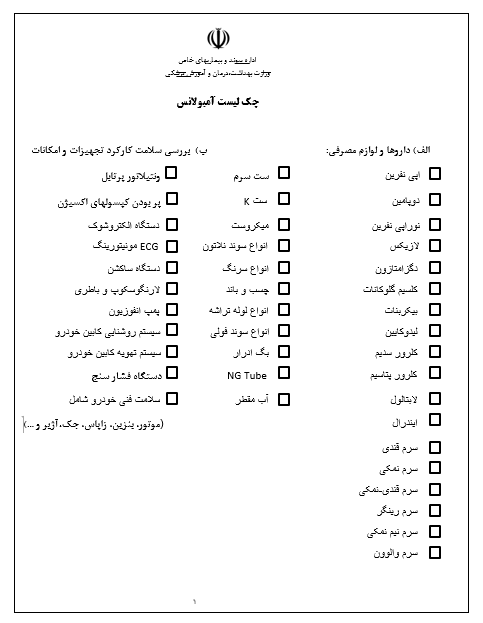 اداره پیوند و بیماریهای خاص
وزارت بهداشت،درمان و آموزش پزشکی
چک لیست آمبولانس
الف) داروها و لوازم مصرفی:
اپی نفرین
دوپامین
نوراپی نفرین
لازیکس
دگزامتازون
کلسیم گلوکانات
بیکربنات
لیدوکایین
کلرور سدیم
کلرور پتاسیم
لابتالول
ایندرال
سرم قندی
سرم نمکی
سرم قندی-نمکی
سرم رینگر
سرم نیم نمکی
سرم والوون
ست سرم
ست K
میکروست
انواع سوند نلاتون
انواع سرنگ
چسب و باند
انواع لوله تراشه
انواع سوند فولی
بگ ادرار
NG Tube
آب مقطر
ب) بررسی سلامت کارکرد تجهیزات و امکانات
ونتیلاتور پرتابل
پر بودن کپسولهای اکسیژن
دستگاه الکتروشوک
ECG مونیتورینگ
دستگاه ساکشن
لارنگوسکوپ و باطری
پمپ انفوزیون
سیستم روشنایی کابین خودرو
سیستم تهویه کابین خودرو
دستگاه فشار سنج
سلامت فنی خودرو شامل
(موتور، بنزین، زاپاس، جک، آژیر و ...)
۱